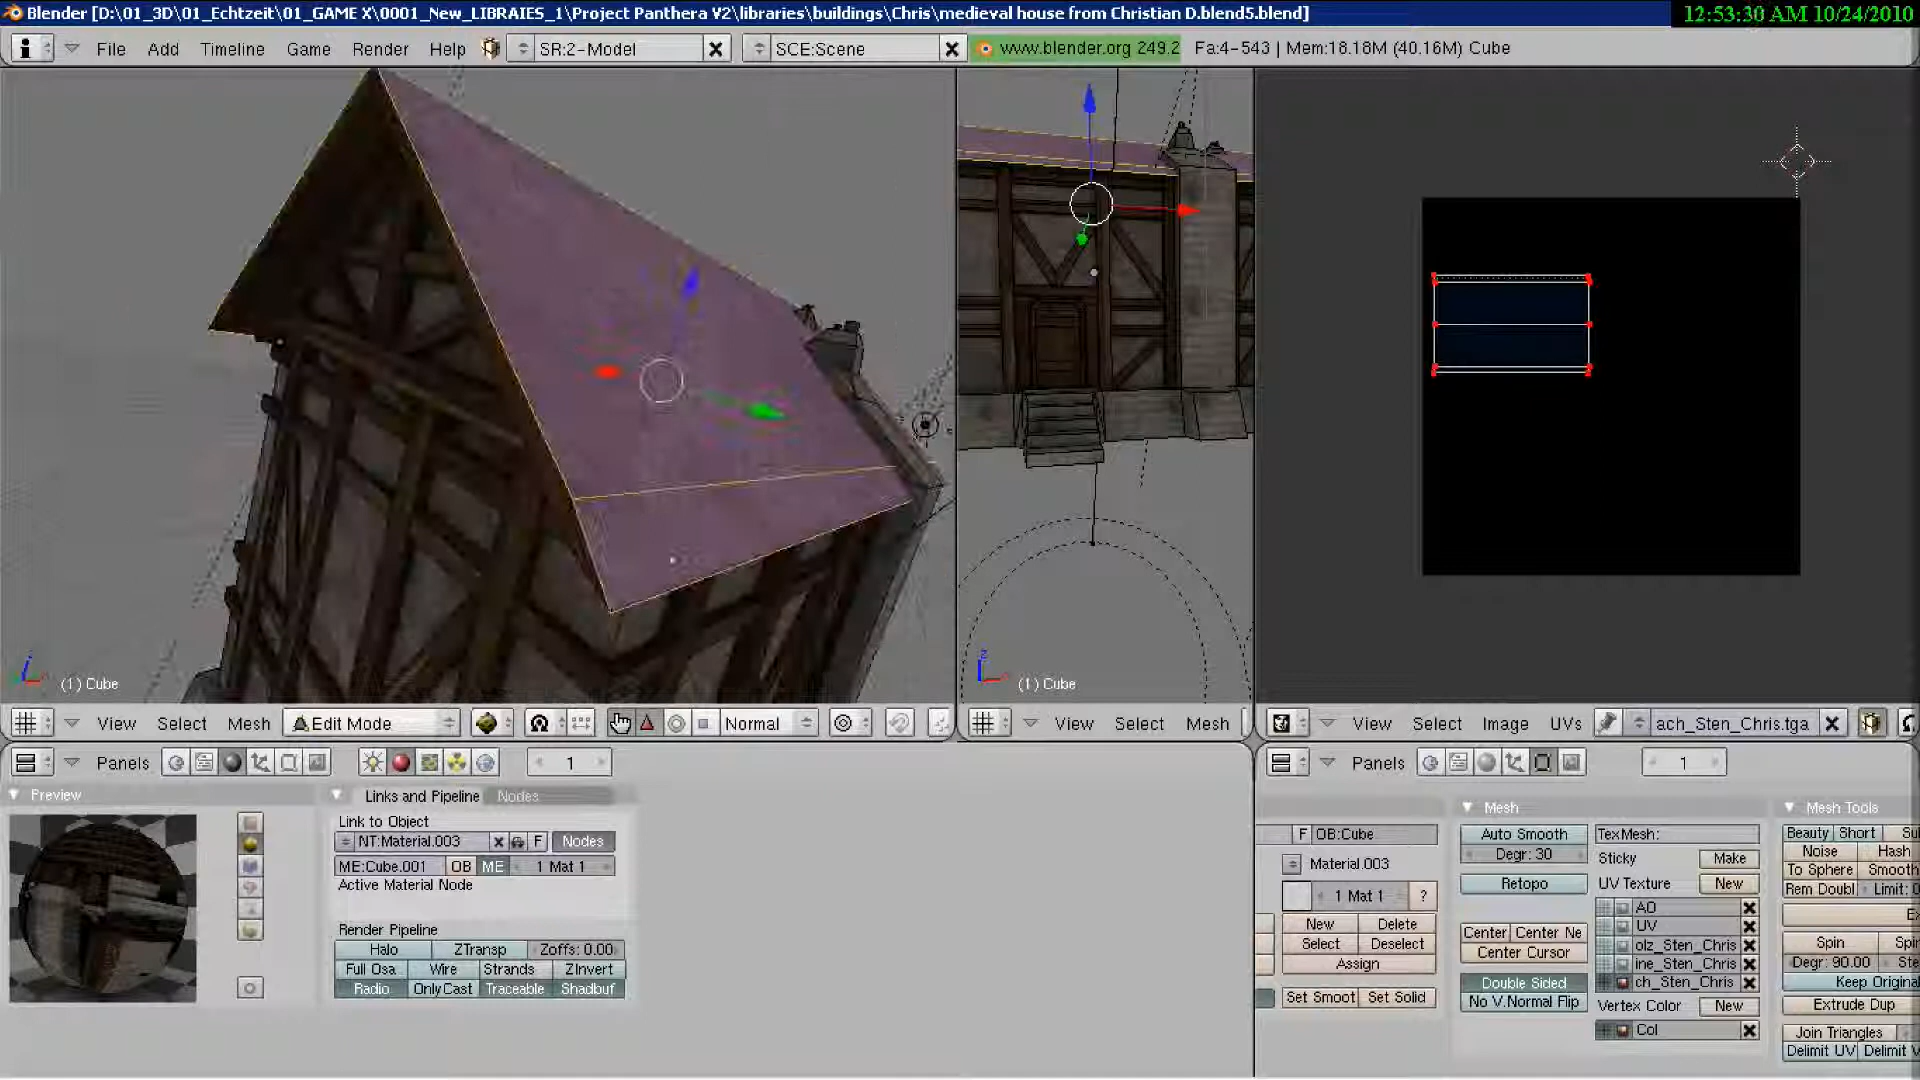 Blender [D:\01_3D\01_Echtzeit\01_GAME X\0001_New_LIBRAIES_1\Project Panthera V2\libraries\buildings\Chris\medieval house from Christian D.blend5.blend]
12:53:30 AM 10/24/2010
File Add Timeline Game Render Help SR:2-Model SCE:Scene www.blender.org 249.2 Fa:4-543 | Mem:18.18M (40.16M) Cube
(1) Cube
(1) Cube
View Select Mesh Edit Mode Normal
View Select Mesh
View Select Image UVs ach_Sten_Chris.tga
Panels 1
Preview
Links and Pipeline Nodes
Link to Object
NT:Material.003 F Nodes
ME:Cube.001 OB ME 1 Mat 1
Active Material Node
Render Pipeline
Halo ZTransp Zoffs: 0.00
Full Osa Wire Strands ZInvert
Radio OnlyCast Traceable Shadbuf
Panels 1
F OB:Cube
Material.003
1 Mat 1 ?
New Delete
Select Deselect
Assign
Set Smoot Set Solid
Mesh
Auto Smooth
Degr: 30
Retopo
Center Center Ne
Center Cursor
Double Sided
No V.Normal Flip
TexMesh:
Sticky Make
UV Texture New
AO
UV
olz_Sten_Chris
ine_Sten_Chris
ch_Sten_Chris
Vertex Color New
Col
Mesh Tools
Beauty Short Su
Noise Hash
To Sphere Smooth
Rem Doubl Limit: 0
Spin
Degr: 90.00 Ste
Keep Original
Extrude Dup
Join Triangles
Delimit UV Delimit V